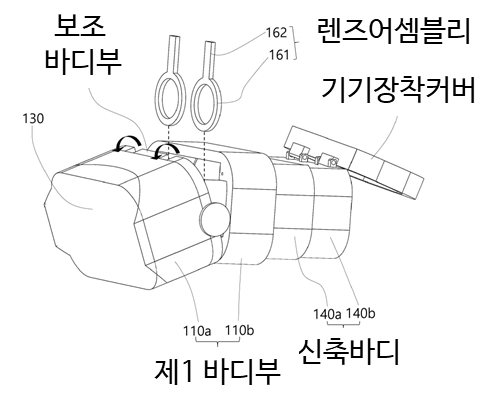 보조
바디부
162
161
렌즈어셈블리
기기장착커버
130
140a 140b
110a 110b
신축바디
제1 바디부